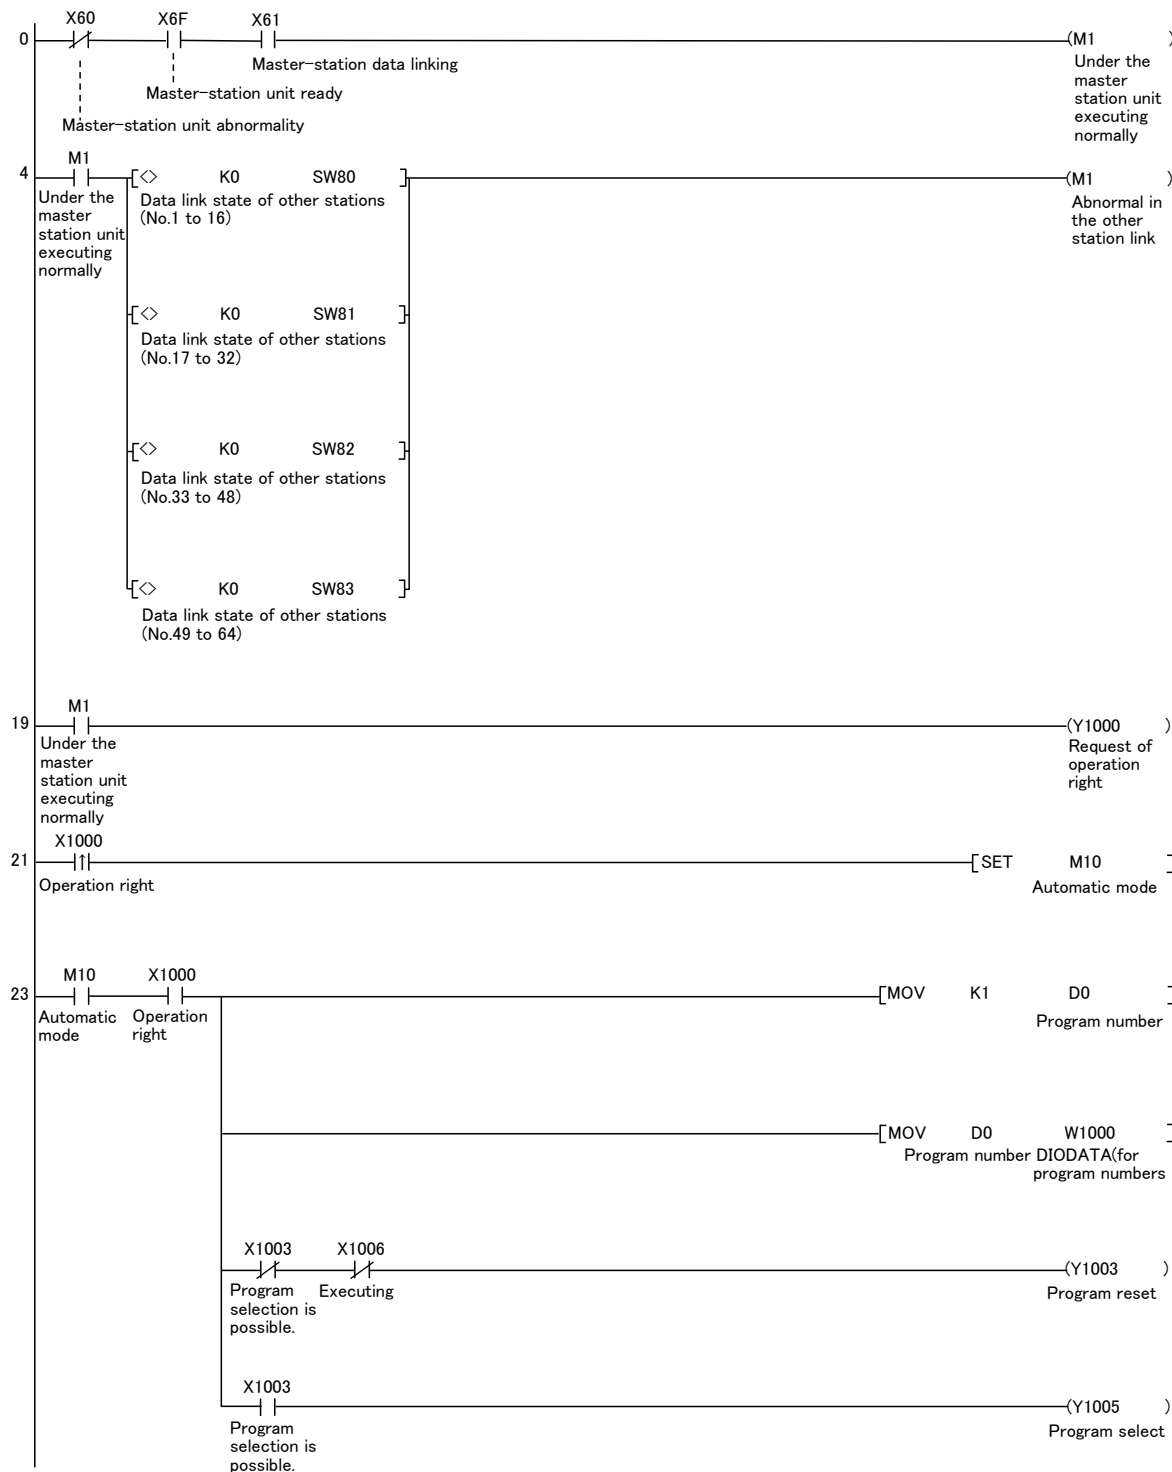 X60 X6F X61
0 (M1 )
Master-station data linking
Under the
master
station unit
executing
normally
Master-station unit ready
Master-station unit abnormality
M1
4 [<> K0 SW80 ] (M1 )
Under the
master
station unit
executing
normally
Data link state of other stations
(No.1 to 16)
Abnormal in
the other
station link
[<> K0 SW81 ]
Data link state of other stations
(No.17 to 32)
[<> K0 SW82 ]
Data link state of other stations
(No.33 to 48)
[<> K0 SW83 ]
Data link state of other stations
(No.49 to 64)
M1
19 (Y1000 )
Under the
master
station unit
executing
normally
Request of
operation
right
X1000
21 ↑ [SET M10 ]
Operation right
Automatic mode
M10 X1000
23 [MOV K1 D0 ]
Automatic
mode
Operation
right
Program number
[MOV D0 W1000 ]
Program number DIODATA(for
program numbers
X1003 X1006
(Y1003 )
Program
selection is
possible.
Executing
Program reset
X1003
(Y1005 )
Program
selection is
possible.
Program select